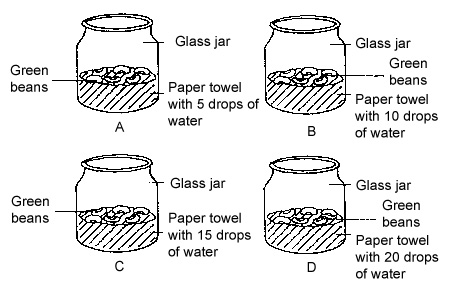 Glass jar
Green
beans
Paper towel
with 5 drops of
water
A
Glass jar
Green
beans
Paper towel
with 10 drops
of water
B
Glass jar
Green
beans
Paper towel
with 15 drops
of water
C
Glass jar
Green
beans
Paper towel
with 20 drops
of water
D